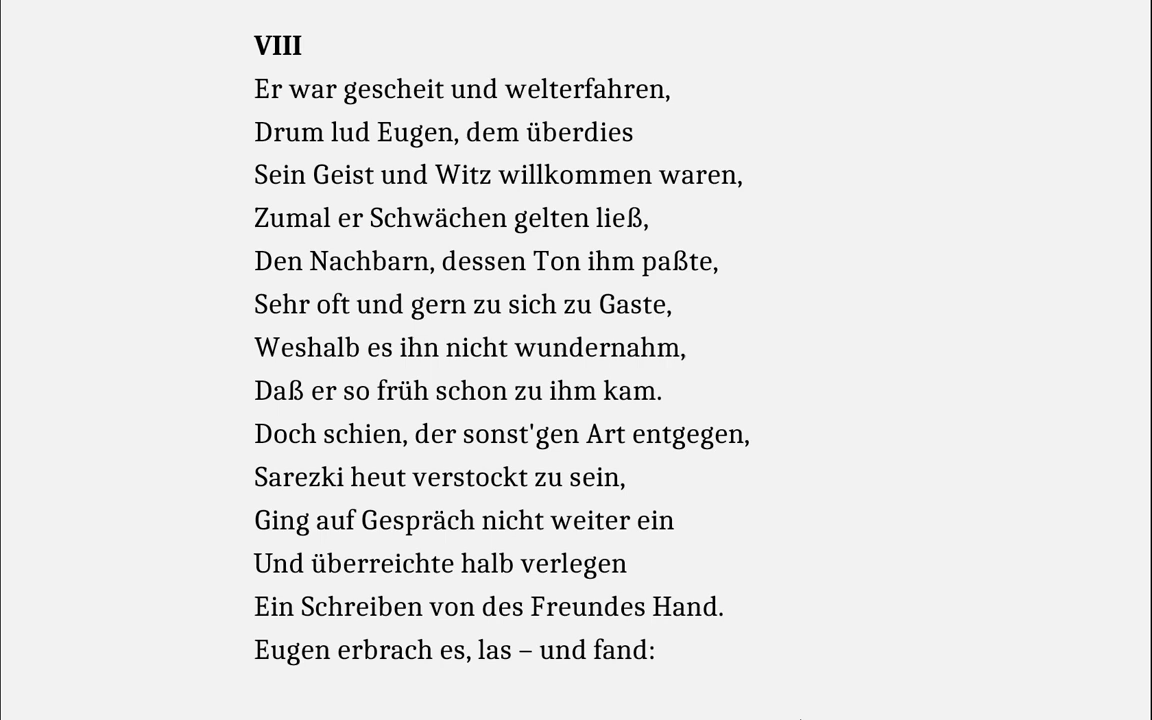 VIII
Er war gescheit und welterfahren,
Drum lud Eugen, dem überdies
Sein Geist und Witz willkommen waren,
Zumal er Schwächen gelten ließ,
Den Nachbarn, dessen Ton ihm paßte,
Sehr oft und gern zu sich zu Gaste,
Weshalb es ihn nicht wundernahm,
Daß er so früh schon zu ihm kam.
Doch schien, der sonst'gen Art entgegen,
Sarezki heut verstockt zu sein,
Ging auf Gespräch nicht weiter ein
Und überreichte halb verlegen
Ein Schreiben von des Freundes Hand.
Eugen erbrach es, las – und fand: